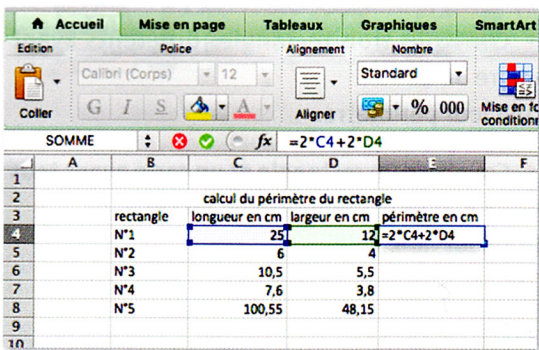 Accueil Mise en page Tableaux Graphiques SmartArt
Edition Police Alignement Nombre
Calibri (Corps) 12 Standard
Coller G I S A Aligner % 000 Mise en fo
conditionn
SOMME fx =2*C4+2*D4
A B C D E F
1
2 calcul du périmètre du rectangle
3 rectangle longueur en cm largeur en cm périmètre en cm
4 N°1 25 12 =2*C4+2*D4
5 N°2 6 4
6 N°3 10,5 5,5
7 N°4 7,6 3,8
8 N°5 100,55 48,15
9
10